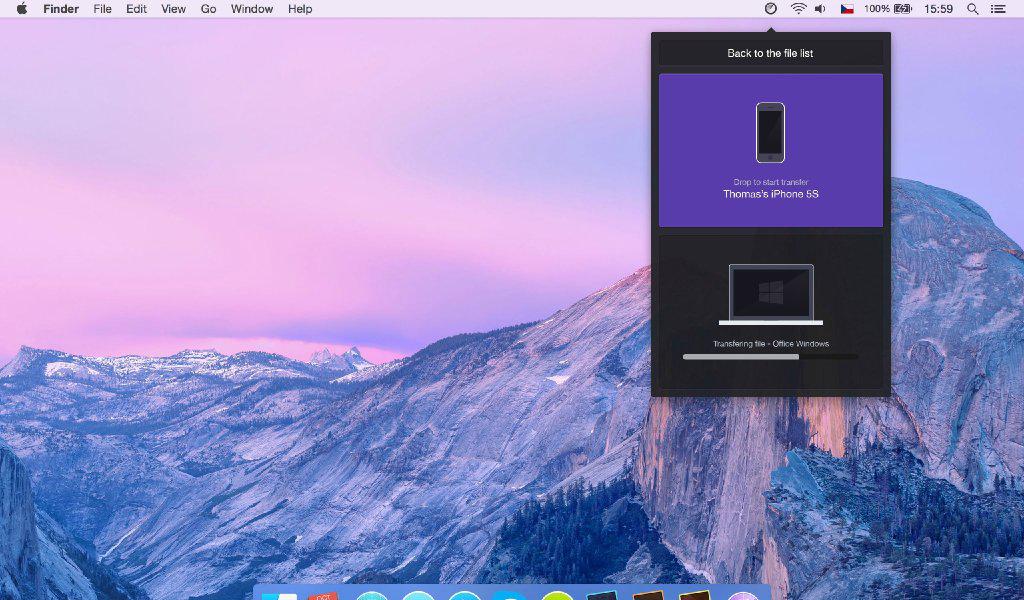 Finder File Edit View Go Window Help 100% 15:59
Back to the file list
Drop to start transfer
Thomas's iPhone 5S
Transfering file - Office Windows
OCT